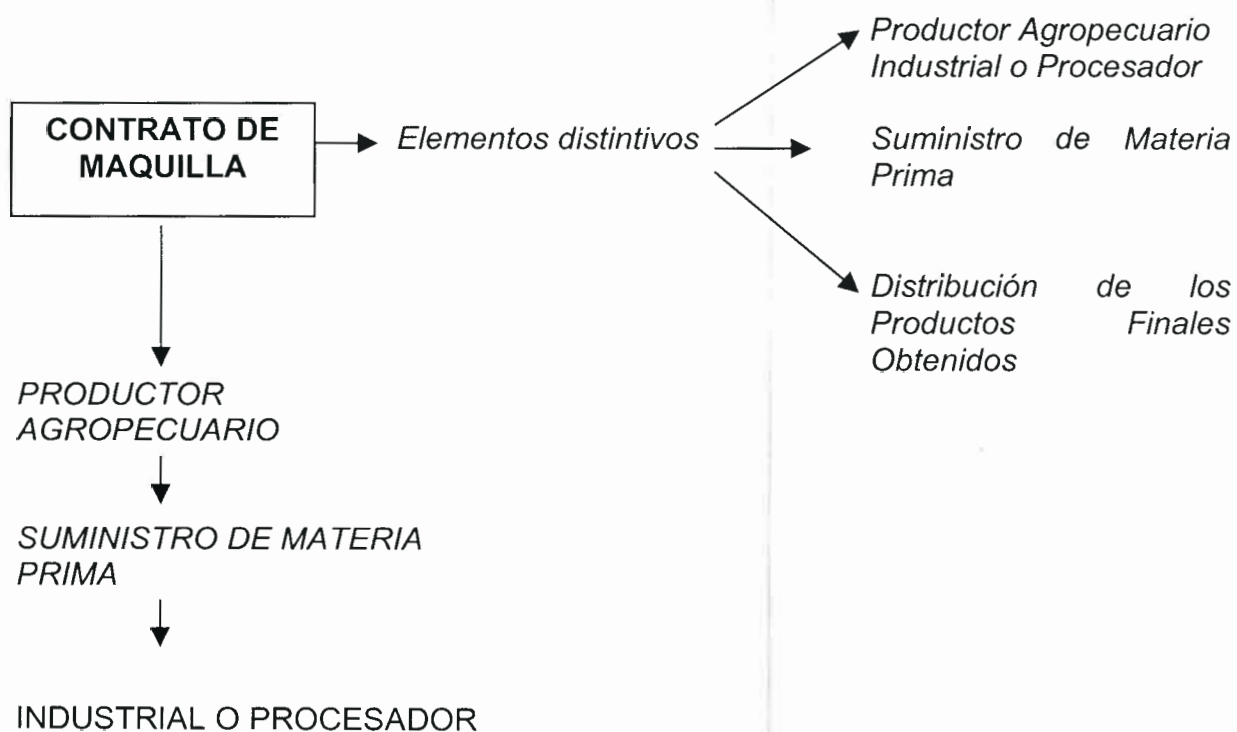 CONTRATO DE
MAQUILLA
Elementos distintivos
Productor Agropecuario
Industrial o Procesador
Suministro de Materia
Prima
Distribución de los
Productos Finales
Obtenidos
PRODUCTOR
AGROPECUARIO
SUMINISTRO DE MATERIA
PRIMA
INDUSTRIAL O PROCESADOR